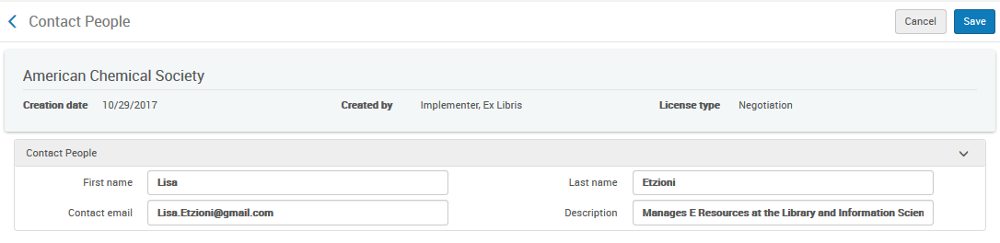 Contact People Cancel Save
American Chemical Society
Creation date 10/29/2017 Created by Implementer, Ex Libris License type Negotiation
Contact People
First name Lisa Last name Etzioni
Contact email Lisa.Etzioni@gmail.com Description Manages E Resources at the Library and Information Scien